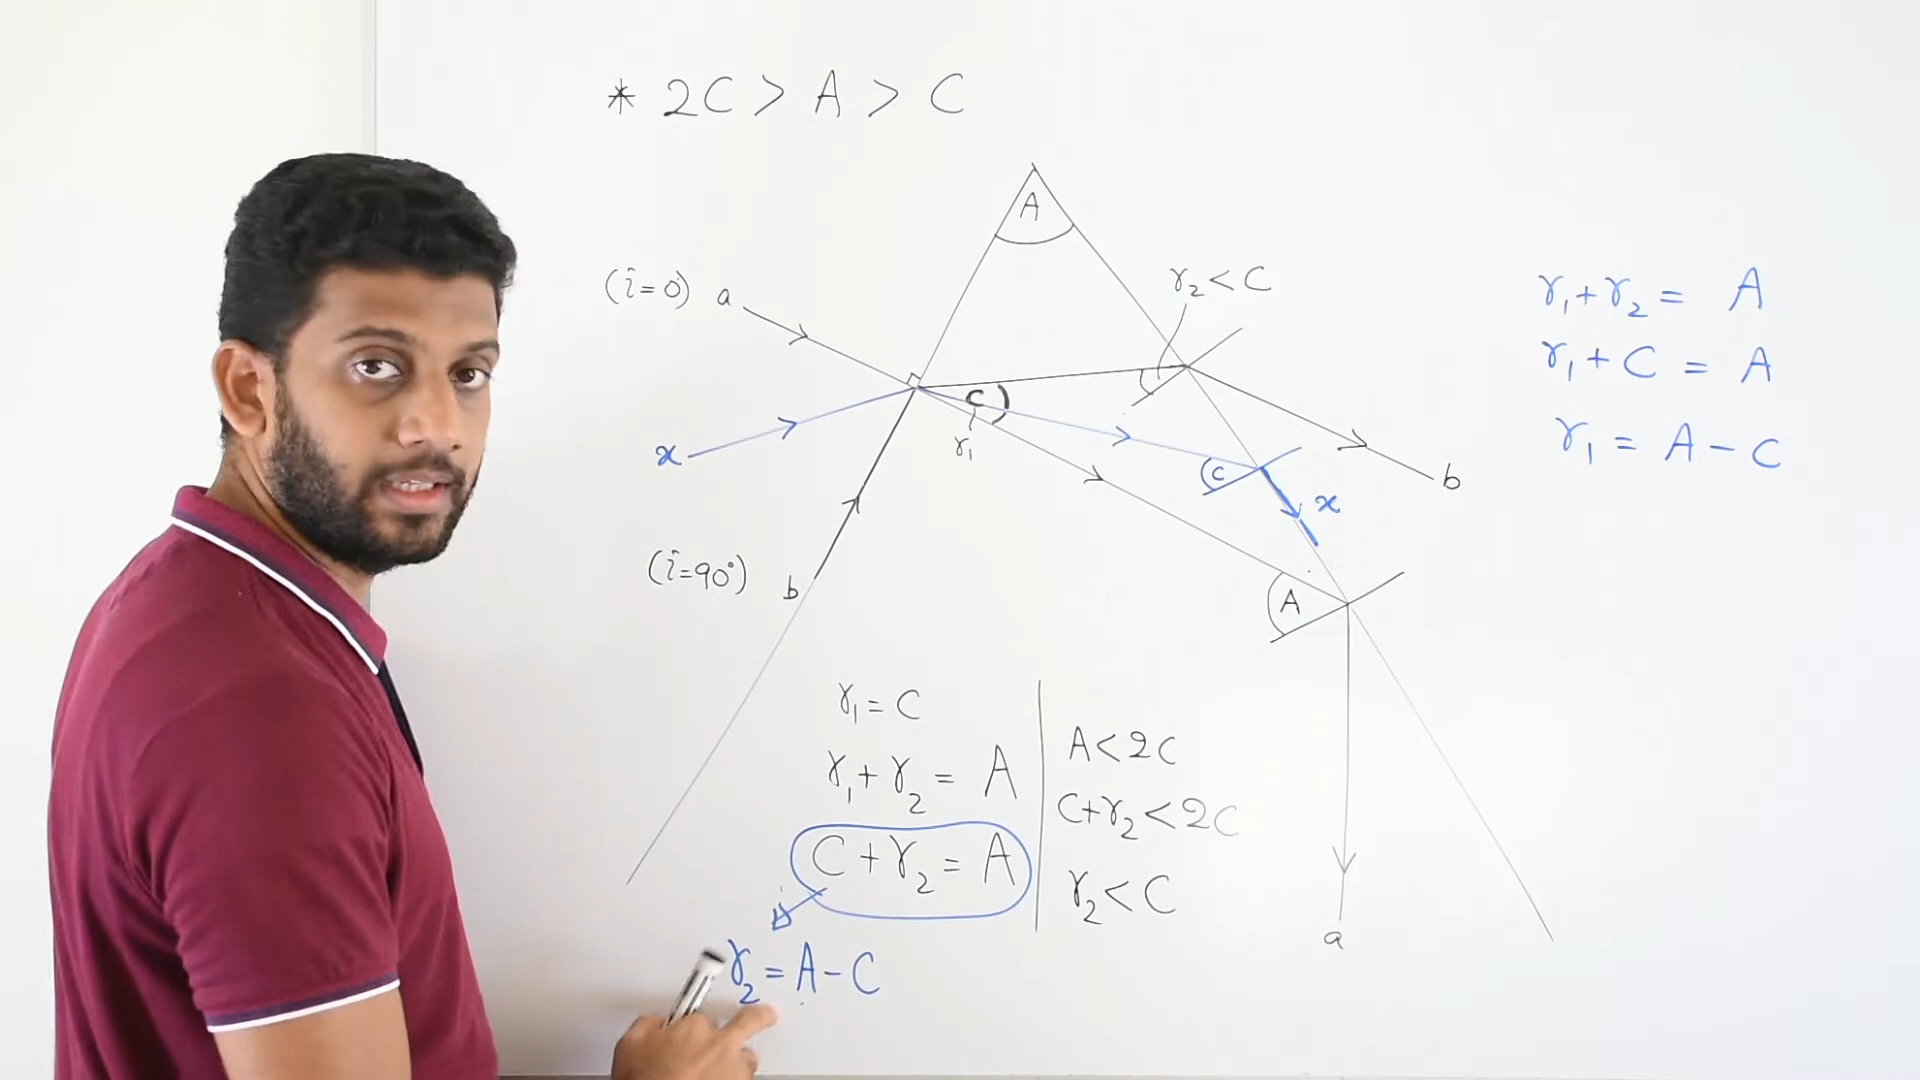 * 2C > A > C
A
(i=0) a
r₂ < C
C
r₁
x
C
x
b
(i=90°) b
A
a
r₁ + r₂ = A
r₁ + C = A
r₁ = A - C
r₁ = C
r₁ + r₂ = A
C + r₂ = A
r₂ = A - C
A < 2C
C + r₂ < 2C
r₂ < C